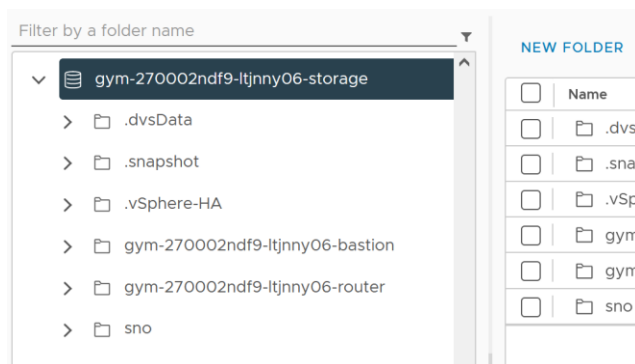 Filter by a folder name
gym-270002ndf9-ltjnny06-storage
.dvsData
.snapshot
.vSphere-HA
gym-270002ndf9-ltjnny06-bastion
gym-270002ndf9-ltjnny06-router
sno
NEW FOLDER
Name
.dvs
.sna
.vSp
gym
gym
sno